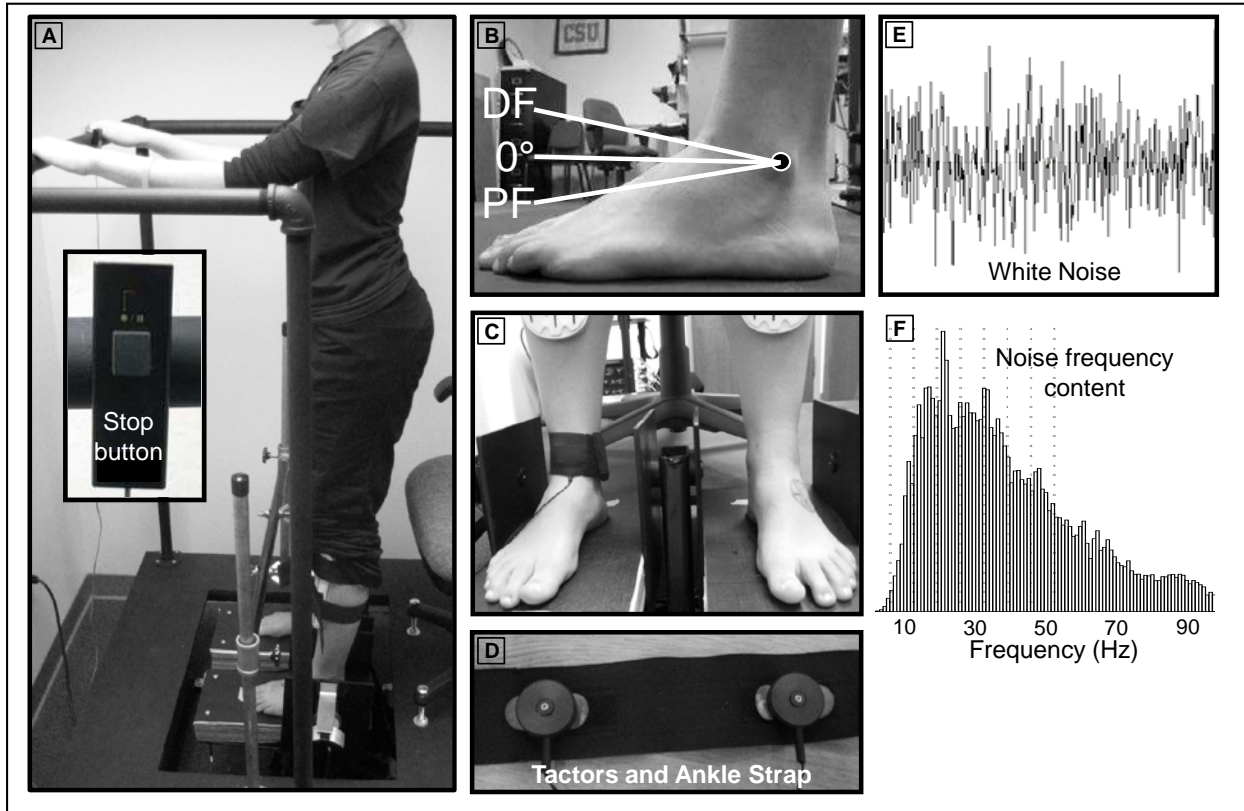 A
Stop
button
B
CSU
DF
0°
PF
C
D
Tactors and Ankle Strap
E
White Noise
F
Noise frequency
content
10 30 50 70 90
Frequency (Hz)